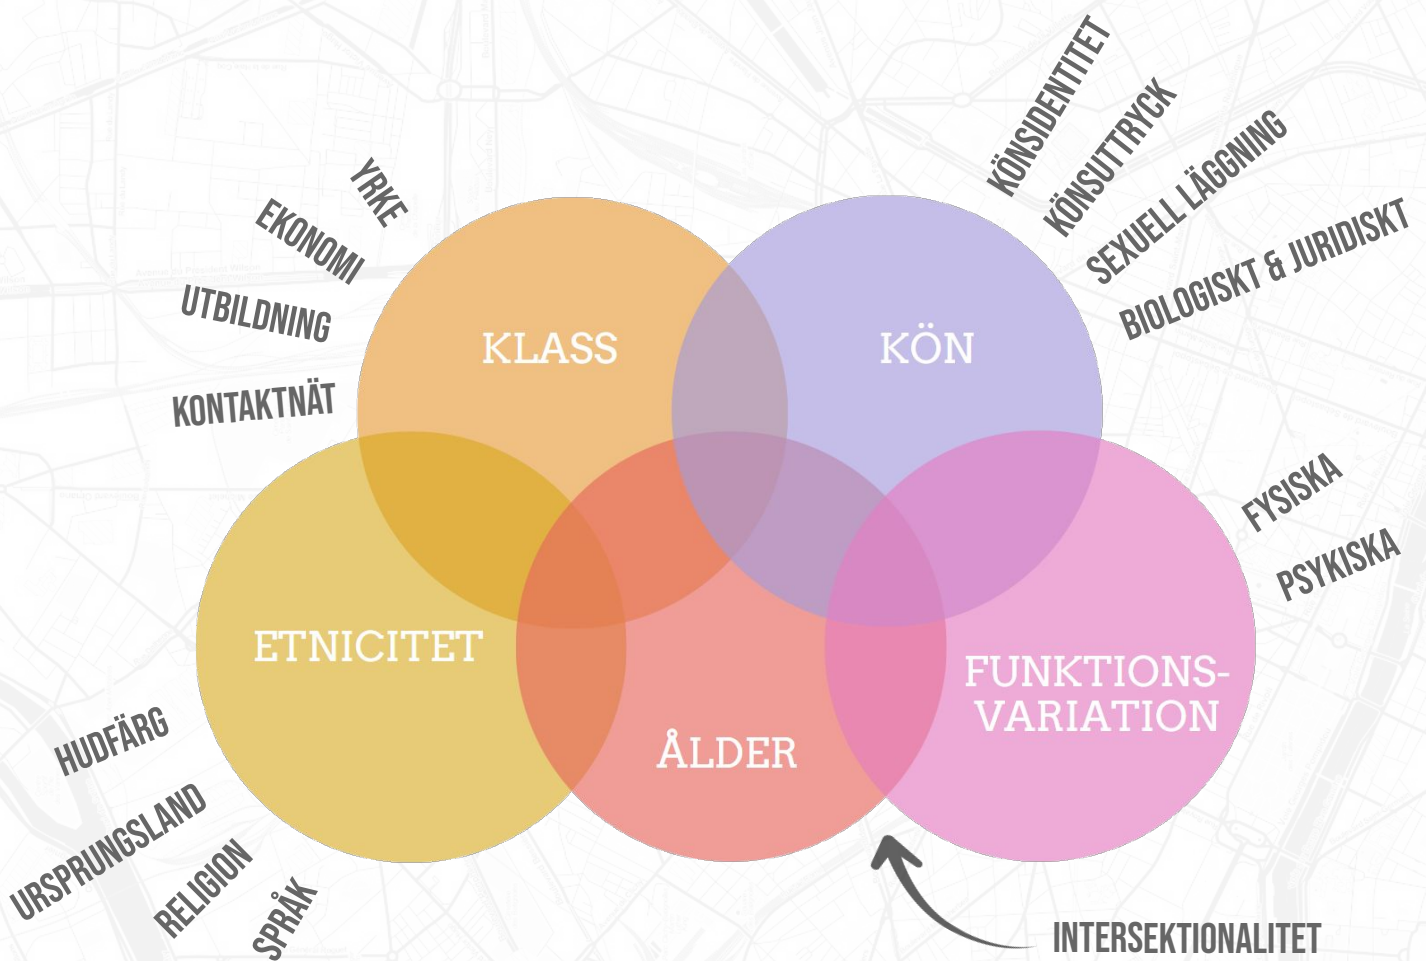 YRKE
EKONOMI
UTBILDNING
KONTAKTNÄT
KÖNSIDENTITET
KÖNSUTTRYCK
SEXUELL LÄGGNING
BIOLOGISKT & JURIDISKT
KLASS
KÖN
FYSISKA
PSYKISKA
ETNICITET
ÅLDER
FUNKTIONS-
VARIATION
HUDFÄRG
URSPRUNGSLAND
RELIGION
SPRÅK
INTERSEKTIONALITET